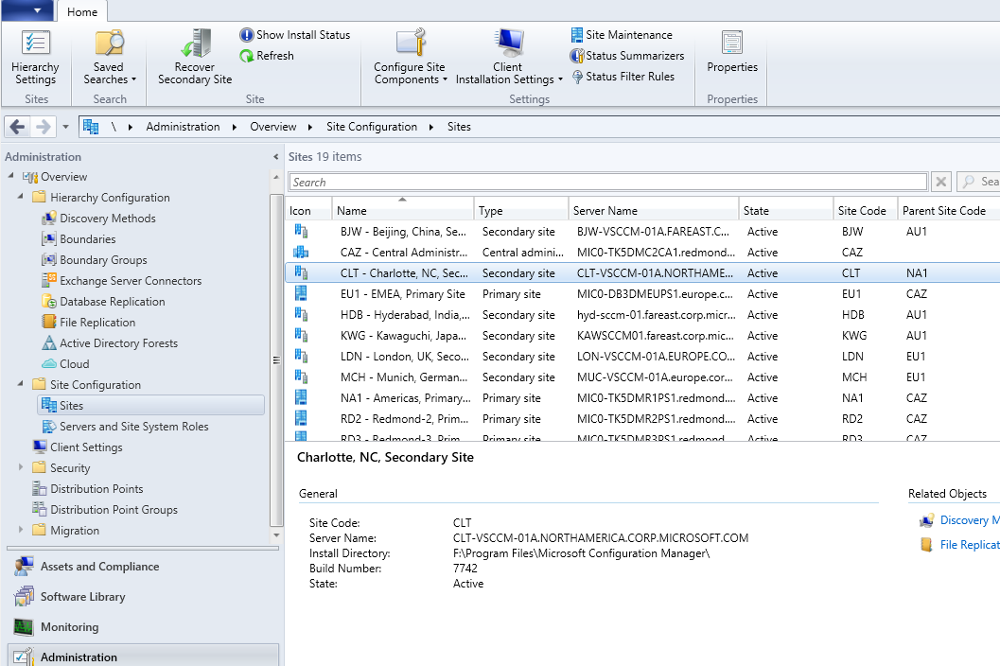 Home
Hierarchy
Settings
Sites
Saved
Searches
Search
Recover
Secondary Site
Show Install Status
Refresh
Site
Configure Site
Components
Client
Installation Settings
Site Maintenance
Status Summarizers
Status Filter Rules
Settings
Properties
Properties
\ Administration Overview Site Configuration Sites
Administration
Overview
Hierarchy Configuration
Discovery Methods
Boundaries
Boundary Groups
Exchange Server Connectors
Database Replication
File Replication
Active Directory Forests
Cloud
Site Configuration
Sites
Servers and Site System Roles
Client Settings
Security
Distribution Points
Distribution Point Groups
Migration
Assets and Compliance
Software Library
Monitoring
Administration
Sites 19 items
Search Sea
Icon Name Type Server Name State Site Code Parent Site Code
BJW - Beijing, China, Se... Secondary site BJW-VSCCM-01A.FAREAST.C... Active BJW AU1
CAZ - Central Administr... Central admini... MIC0-TK5DMC2CA1.redmond.... Active CAZ
CLT - Charlotte, NC, Sec... Secondary site CLT-VSCCM-01A.NORTHAME... Active CLT NA1
EU1 - EMEA, Primary Site Primary site MIC0-DB3DMEUPS1.europe.c... Active EU1 CAZ
HDB - Hyderabad, India,... Secondary site hyd-sccm-01.fareast.corp.micr... Active HDB AU1
KWG - Kawaguchi, Japa... Secondary site KAWSCCM01.fareast.corp.mic... Active KWG AU1
LDN - London, UK, Seco... Secondary site LON-VSCCM-01A.EUROPE.CO... Active LDN EU1
MCH - Munich, German... Secondary site MUC-VSCCM-01A.europe.cor... Active MCH EU1
NA1 - Americas, Primary... Primary site MIC0-TK5DMR1PS1.redmond.... Active NA1 CAZ
RD2 - Redmond-2, Prim... Primary site MIC0-TK5DMR2PS1.redmond.... Active RD2 CAZ
RD3 - Redmond-3, Prim... Primary site MIC0-TK5DMR3PS1.redmond.... Active RD3 CAZ
Charlotte, NC, Secondary Site
General
Site Code: CLT
Server Name: CLT-VSCCM-01A.NORTHAMERICA.CORP.MICROSOFT.COM
Install Directory: F:\Program Files\Microsoft Configuration Manager\
Build Number: 7742
State: Active
Related Objects
Discovery M
File Replicat